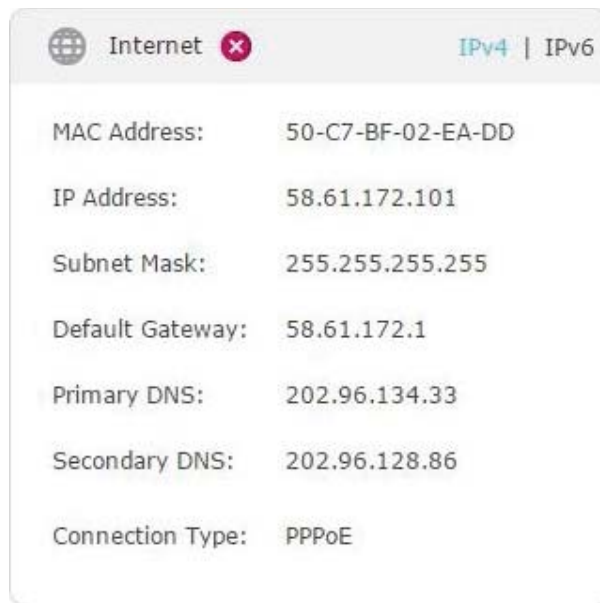 Internet IPv4 | IPv6
MAC Address: 50-C7-BF-02-EA-DD
IP Address: 58.61.172.101
Subnet Mask: 255.255.255.255
Default Gateway: 58.61.172.1
Primary DNS: 202.96.134.33
Secondary DNS: 202.96.128.86
Connection Type: PPPoE